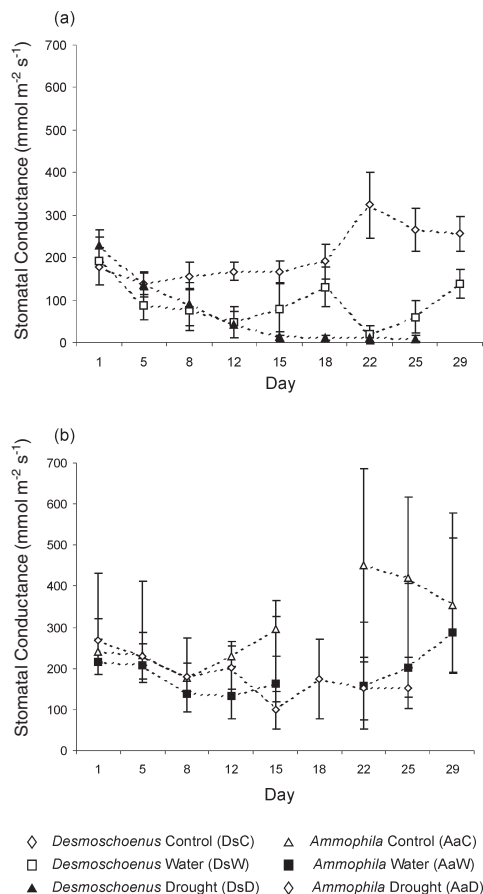 (a)
Stomatal Conductance (mmol m⁻² s⁻¹)
700
600
500
400
300
200
100
0
1 5 8 12 15 18 22 25 29
Day
(b)
Stomatal Conductance (mmol m⁻² s⁻¹)
700
600
500
400
300
200
100
0
1 5 8 12 15 18 22 25 29
Day
Desmoschoenus Control (DsC)
Ammophila Control (AaC)
Desmoschoenus Water (DsW)
Ammophila Water (AaW)
Desmoschoenus Drought (DsD)
Ammophila Drought (AaD)